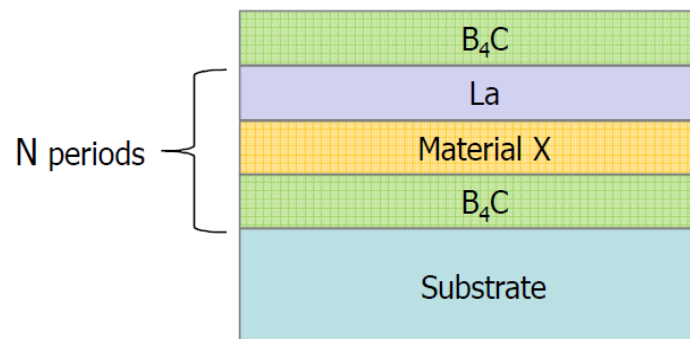 B₄C
La
N periods
Material X
B₄C
Substrate